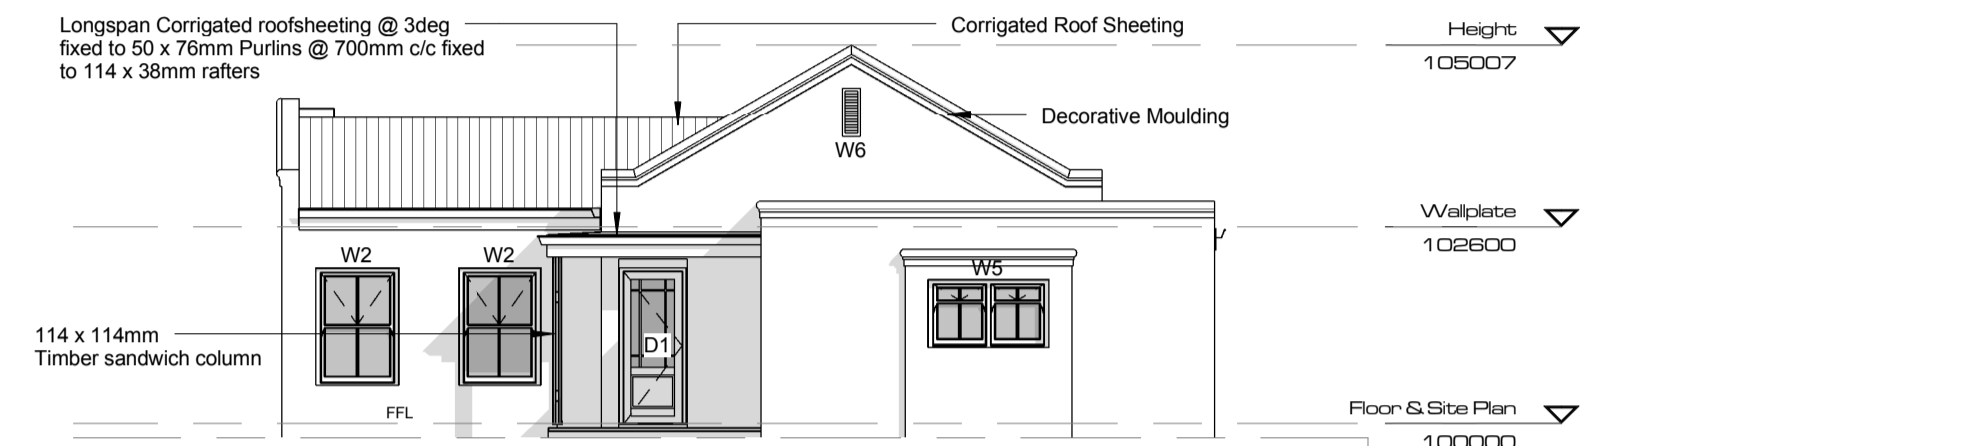 Longspan Corrigated roofsheeting @ 3deg
fixed to 50 x 76mm Purlins @ 700mm c/c fixed
to 114 x 38mm rafters
Corrigated Roof Sheeting
Height
105007
Decorative Moulding
W6
Wallplate
102600
W2
W2
W5
114 x 114mm
Timber sandwich column
D1
FFL
Floor & Site Plan
100000